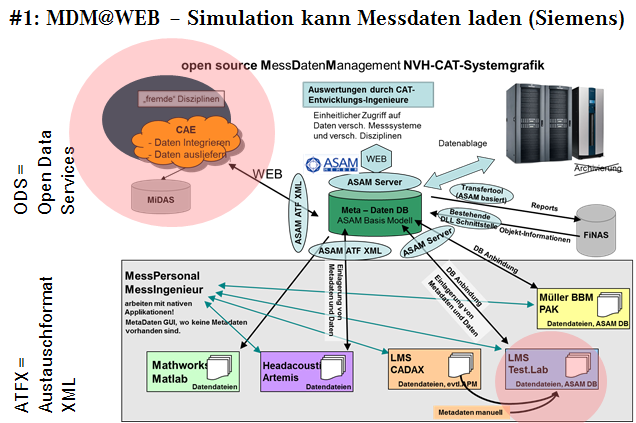 #1: MDM@WEB – Simulation kann Messdaten laden (Siemens)
open source MessDatenManagement NVH-CAT-Systemgrafik
„fremde" Disziplinen
CAE
- Daten Integrieren
- Daten ausliefern
MiDAS
WEB
Auswertungen durch CAT-
Entwicklungs-Ingenieure
Einheitlicher Zugriff auf
Daten versch. Messsysteme
und versch. Disziplinen
ASAM
MEMBER
WEB
ASAM Server
Datenablage
Archivierung
ODS =
Open Data
Services
ASAM ATF XML
Meta – Daten DB
ASAM Basis Modell
Transfertool
(ASAM basiert)
Reports
Bestehende
DLL Schnittstelle
Objekt-Informationen
FiNAS
ASAM ATF XML
ASAM Server
DB Anbindung
ATFX =
Austauschformat
XML
MessPersonal
MessIngenieur
arbeiten mit nativen
Applikationen!
MetaDaten GUI, wo keine Metadaten
vorhanden sind.
Einlagerung von
Metadaten und Daten
DB Anbindung
Einlagerung von
Metadaten und Daten
Müller BBM
PAK
Datendateien, ASAM DB
Mathworks
Matlab
Datendateien
Headacousti
Artemis
Datendateien
LMS
CADAX
Datendateien, evtl. APM
LMS
Test.Lab
Datendateien, ASAM DB
Metadaten manuell